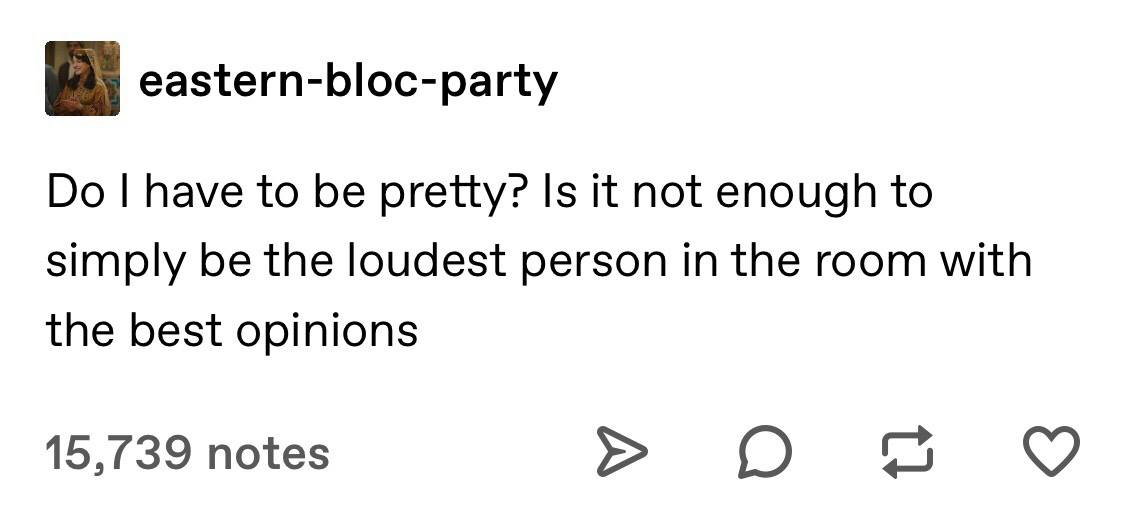 eastern-bloc-party
Do I have to be pretty? Is it not enough to
simply be the loudest person in the room with
the best opinions
15,739 notes